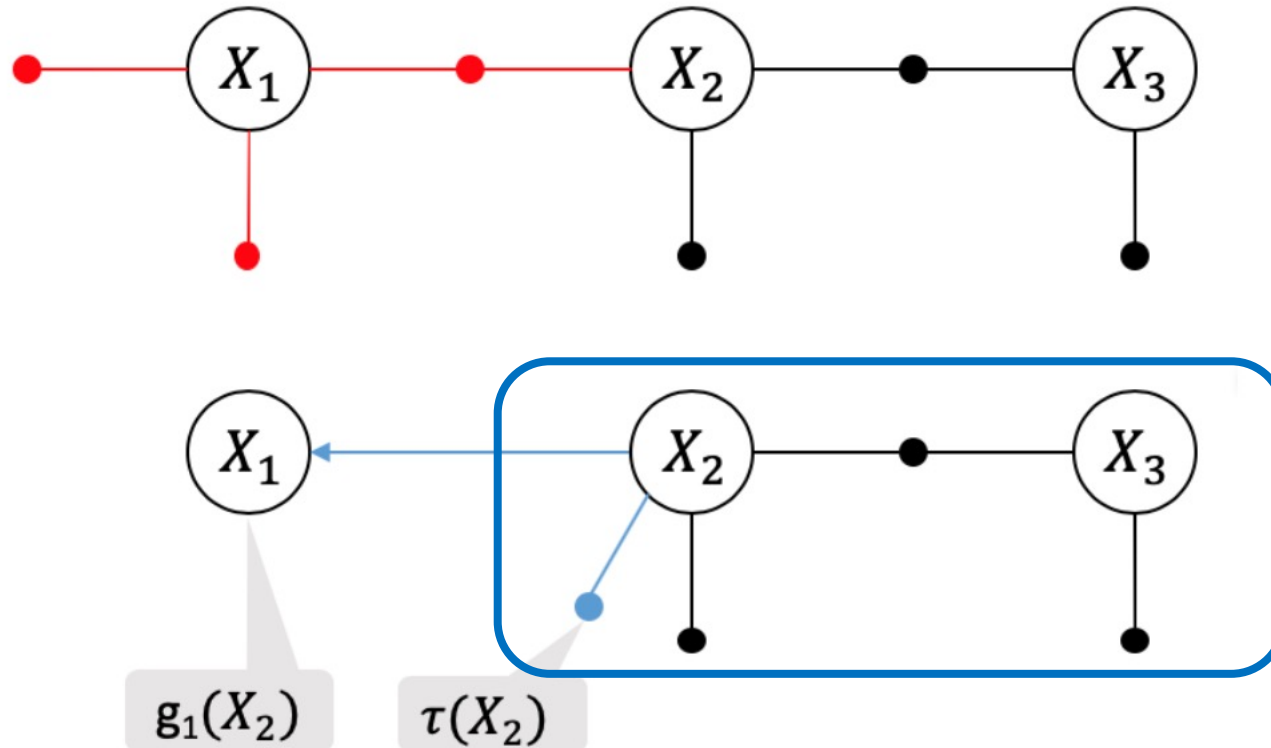 X₁ X₂ X₃
X₁ X₂ X₃
g₁(X₂) τ(X₂)